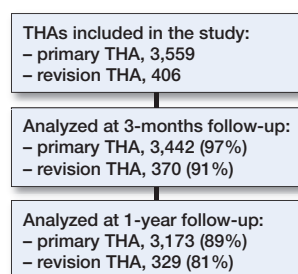 THAs included in the study:
– primary THA, 3,559
– revision THA, 406
Analyzed at 3-months follow-up:
– primary THA, 3,442 (97%)
– revision THA, 370 (91%)
Analyzed at 1-year follow-up:
– primary THA, 3,173 (89%)
– revision THA, 329 (81%)